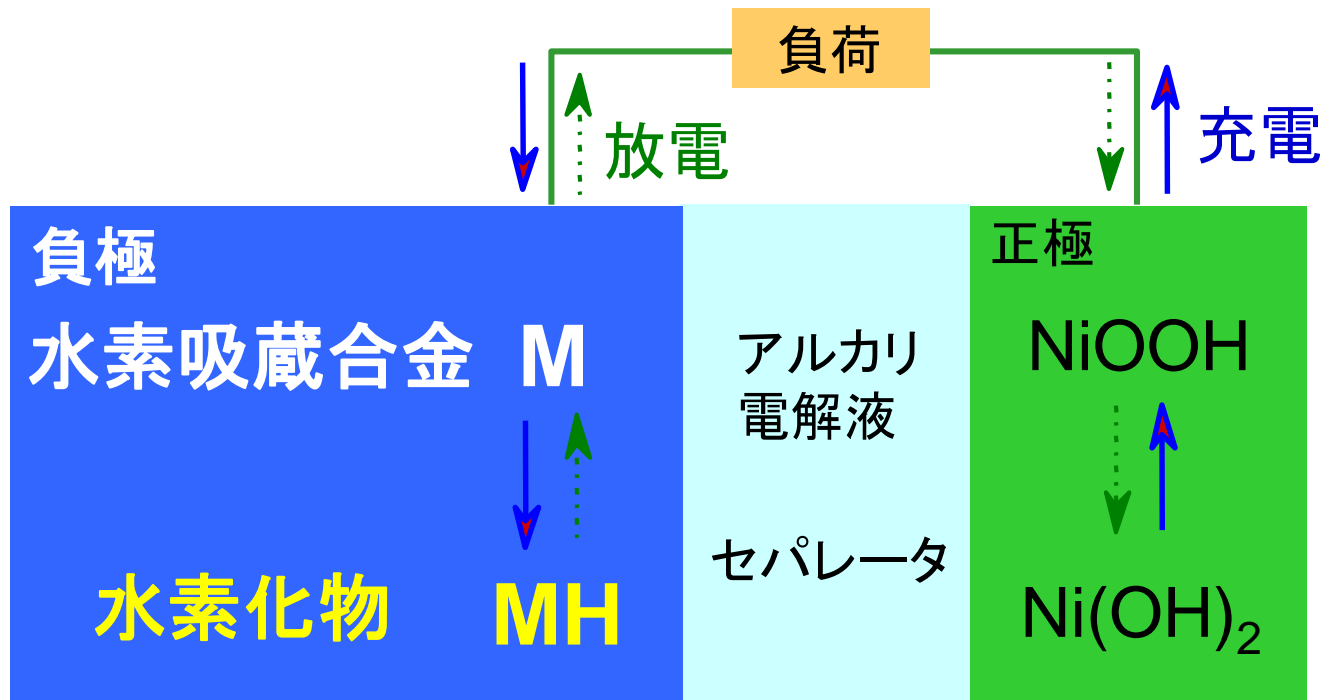 負荷
放電
充電
負極
水素吸蔵合金 M
水素化物 MH
アルカリ
電解液
セパレータ
正極
NiOOH
Ni(OH)₂